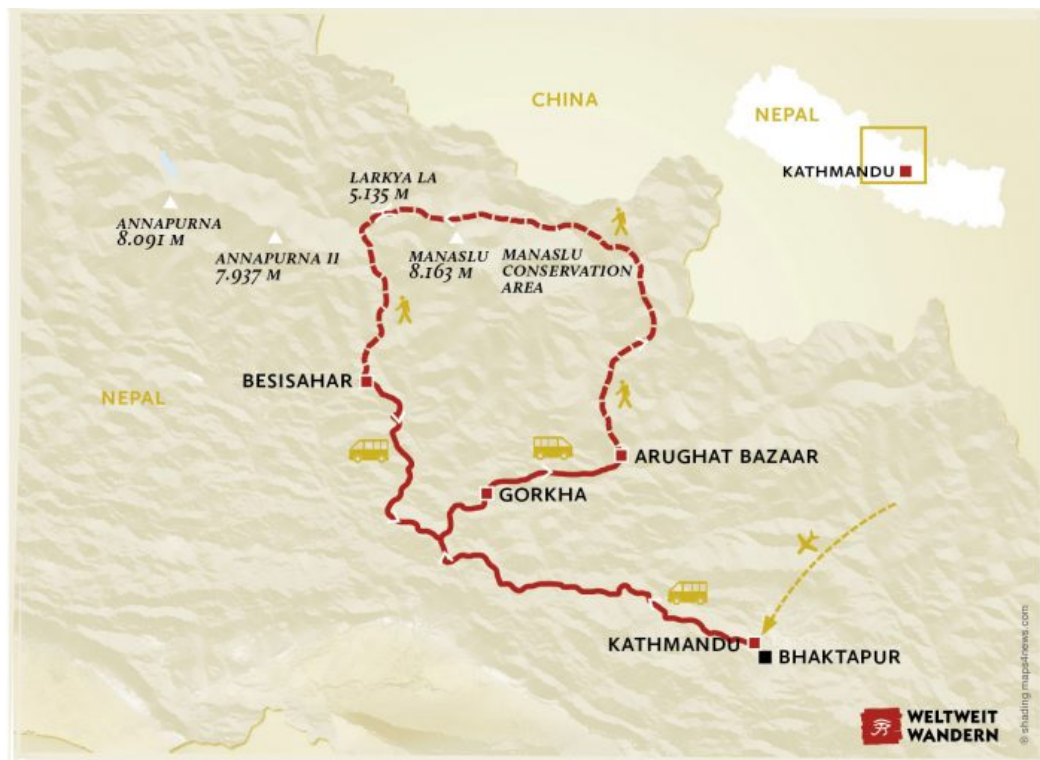 CHINA
NEPAL
KATHMANDU
LARKYA LA
5.135 M
ANNAPURNA
8.091 M
ANNAPURNA II
7.937 M
MANASLU
8.163 M
MANASLU
CONSERVATION
AREA
BESISAHAR
NEPAL
ARUGHAT BAZAAR
GORKHA
KATHMANDU
BHAKTAPUR
WELTWEIT
WANDERN
© shading maps4news.com